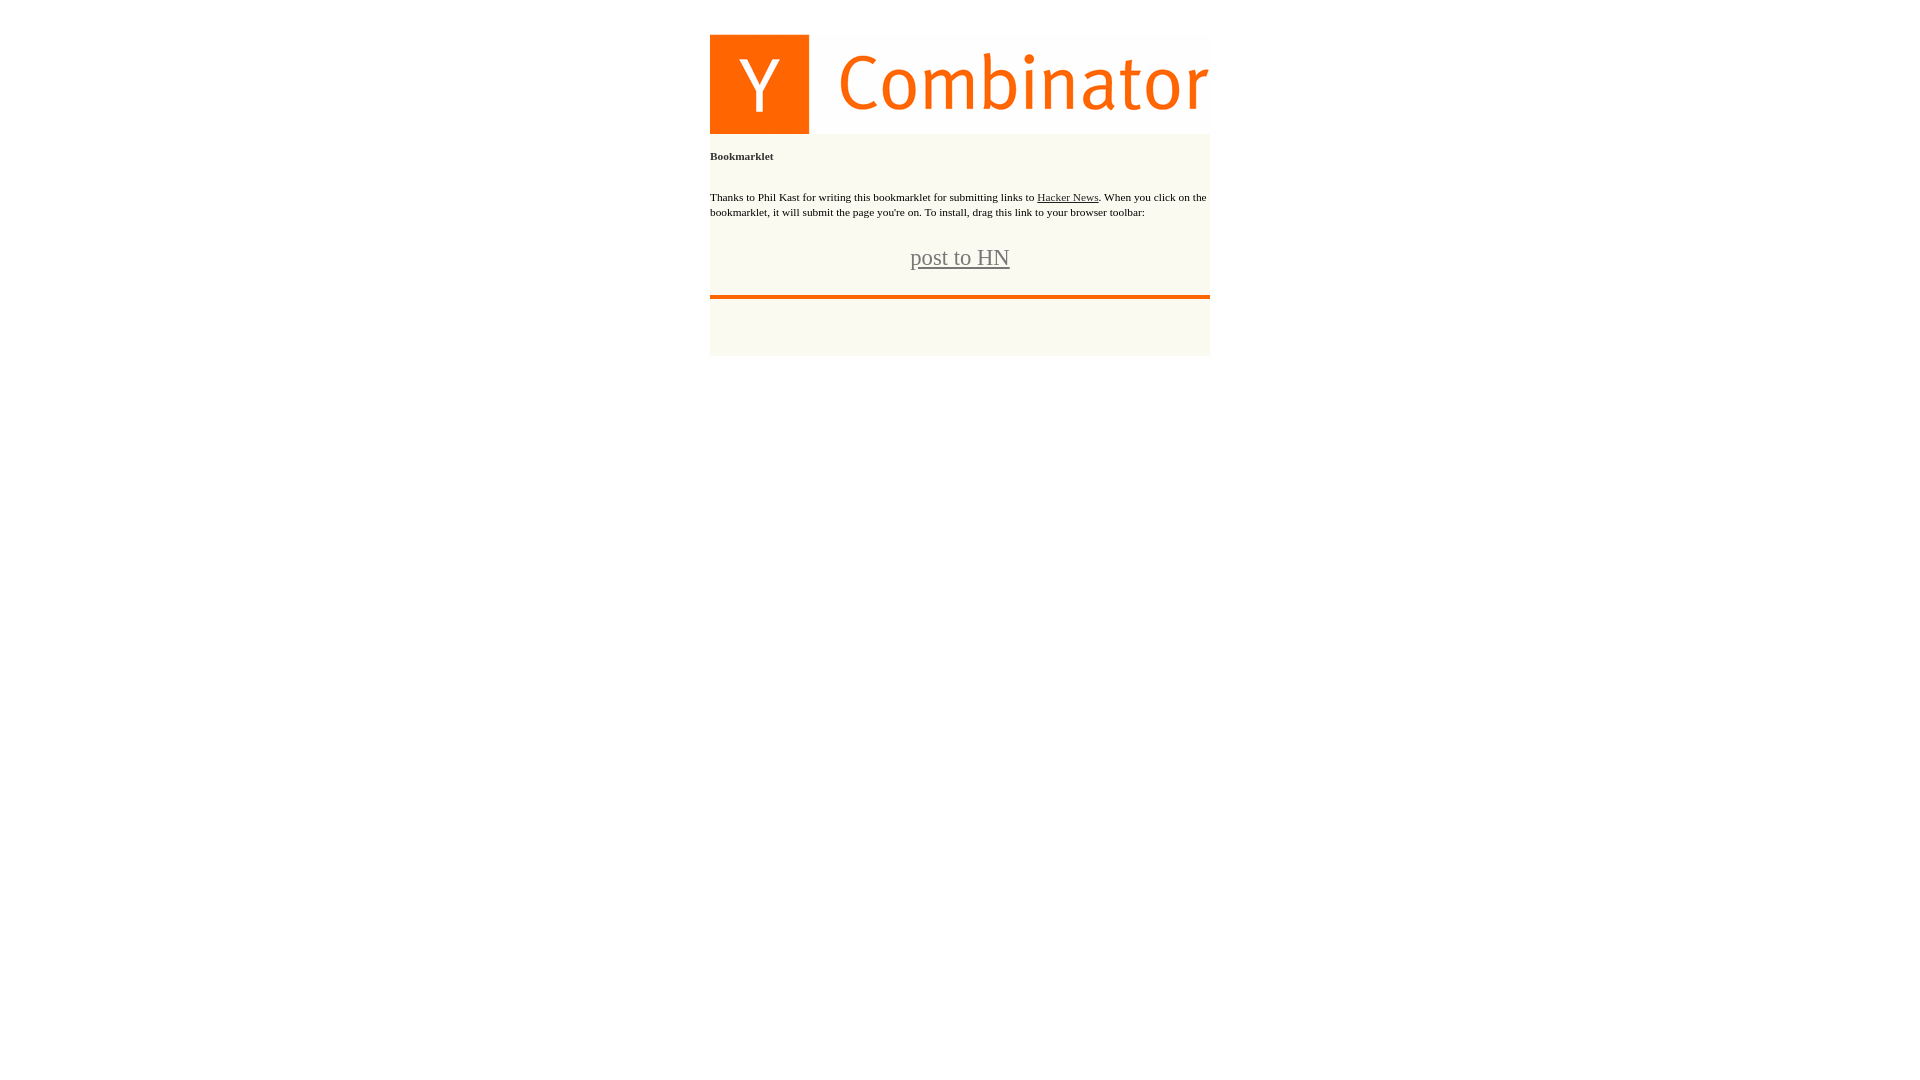 Y Combinator
Bookmarklet
Thanks to Phil Kast for writing this bookmarklet for submitting links to Hacker News. When you click on the
bookmarklet, it will submit the page you're on. To install, drag this link to your browser toolbar:
post to HN